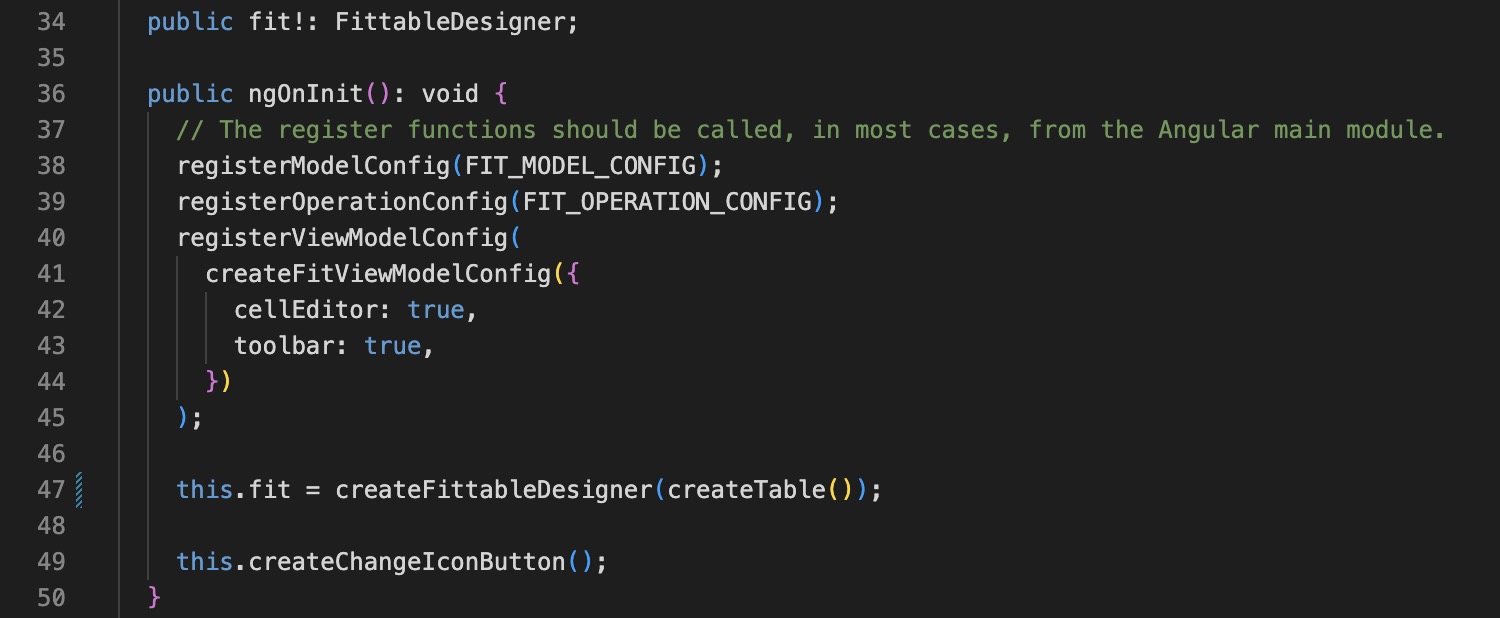 34 public fit!: FittableDesigner;
35
36 public ngOnInit(): void {
37 // The register functions should be called, in most cases, from the Angular main module.
38 registerModelConfig(FIT_MODEL_CONFIG);
39 registerOperationConfig(FIT_OPERATION_CONFIG);
40 registerViewModelConfig(
41 createFitViewModelConfig({
42 cellEditor: true,
43 toolbar: true,
44 })
45 );
46
47 this.fit = createFittableDesigner(createTable());
48
49 this.createChangeIconButton();
50 }